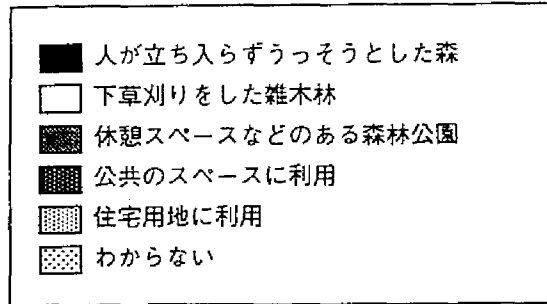 人が立ち入らずうっそうとした森
下草刈りをした雑木林
休憩スペースなどのある森林公園
公共のスペースに利用
住宅用地に利用
わからない